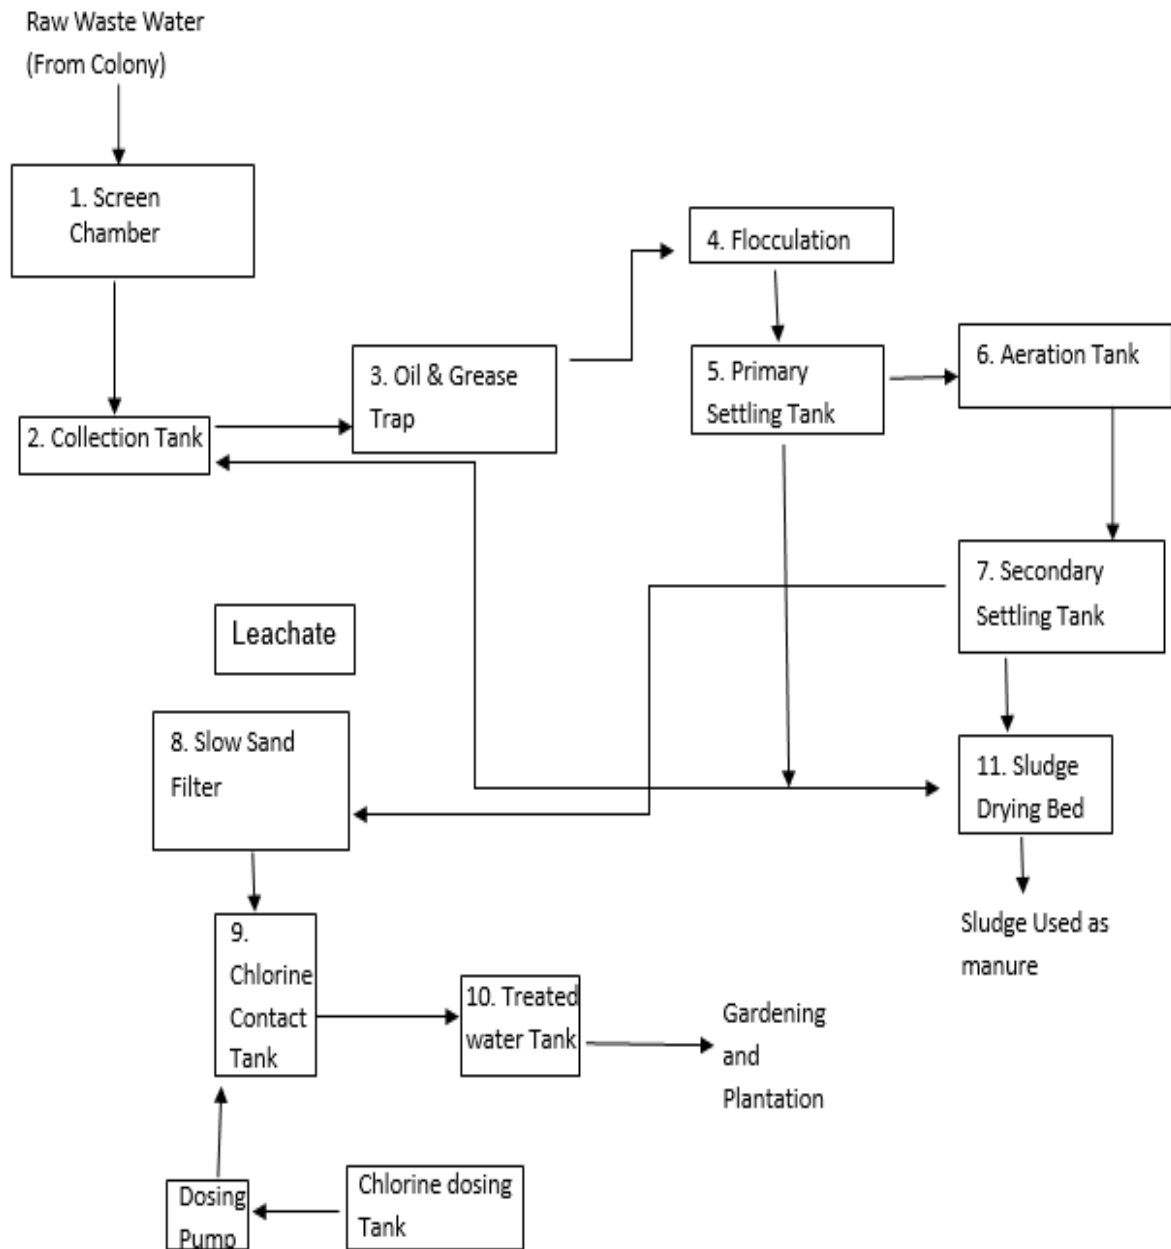 Raw Waste Water
(From Colony)
1. Screen
Chamber
2. Collection Tank
3. Oil & Grease
Trap
4. Flocculation
5. Primary
Settling Tank
6. Aeration Tank
7. Secondary
Settling Tank
Leachate
8. Slow Sand
Filter
11. Sludge
Drying Bed
Sludge Used as
manure
9.
Chlorine
Contact
Tank
10. Treated
water Tank
Gardening
and
Plantation
Dosing
Pump
Chlorine dosing
Tank